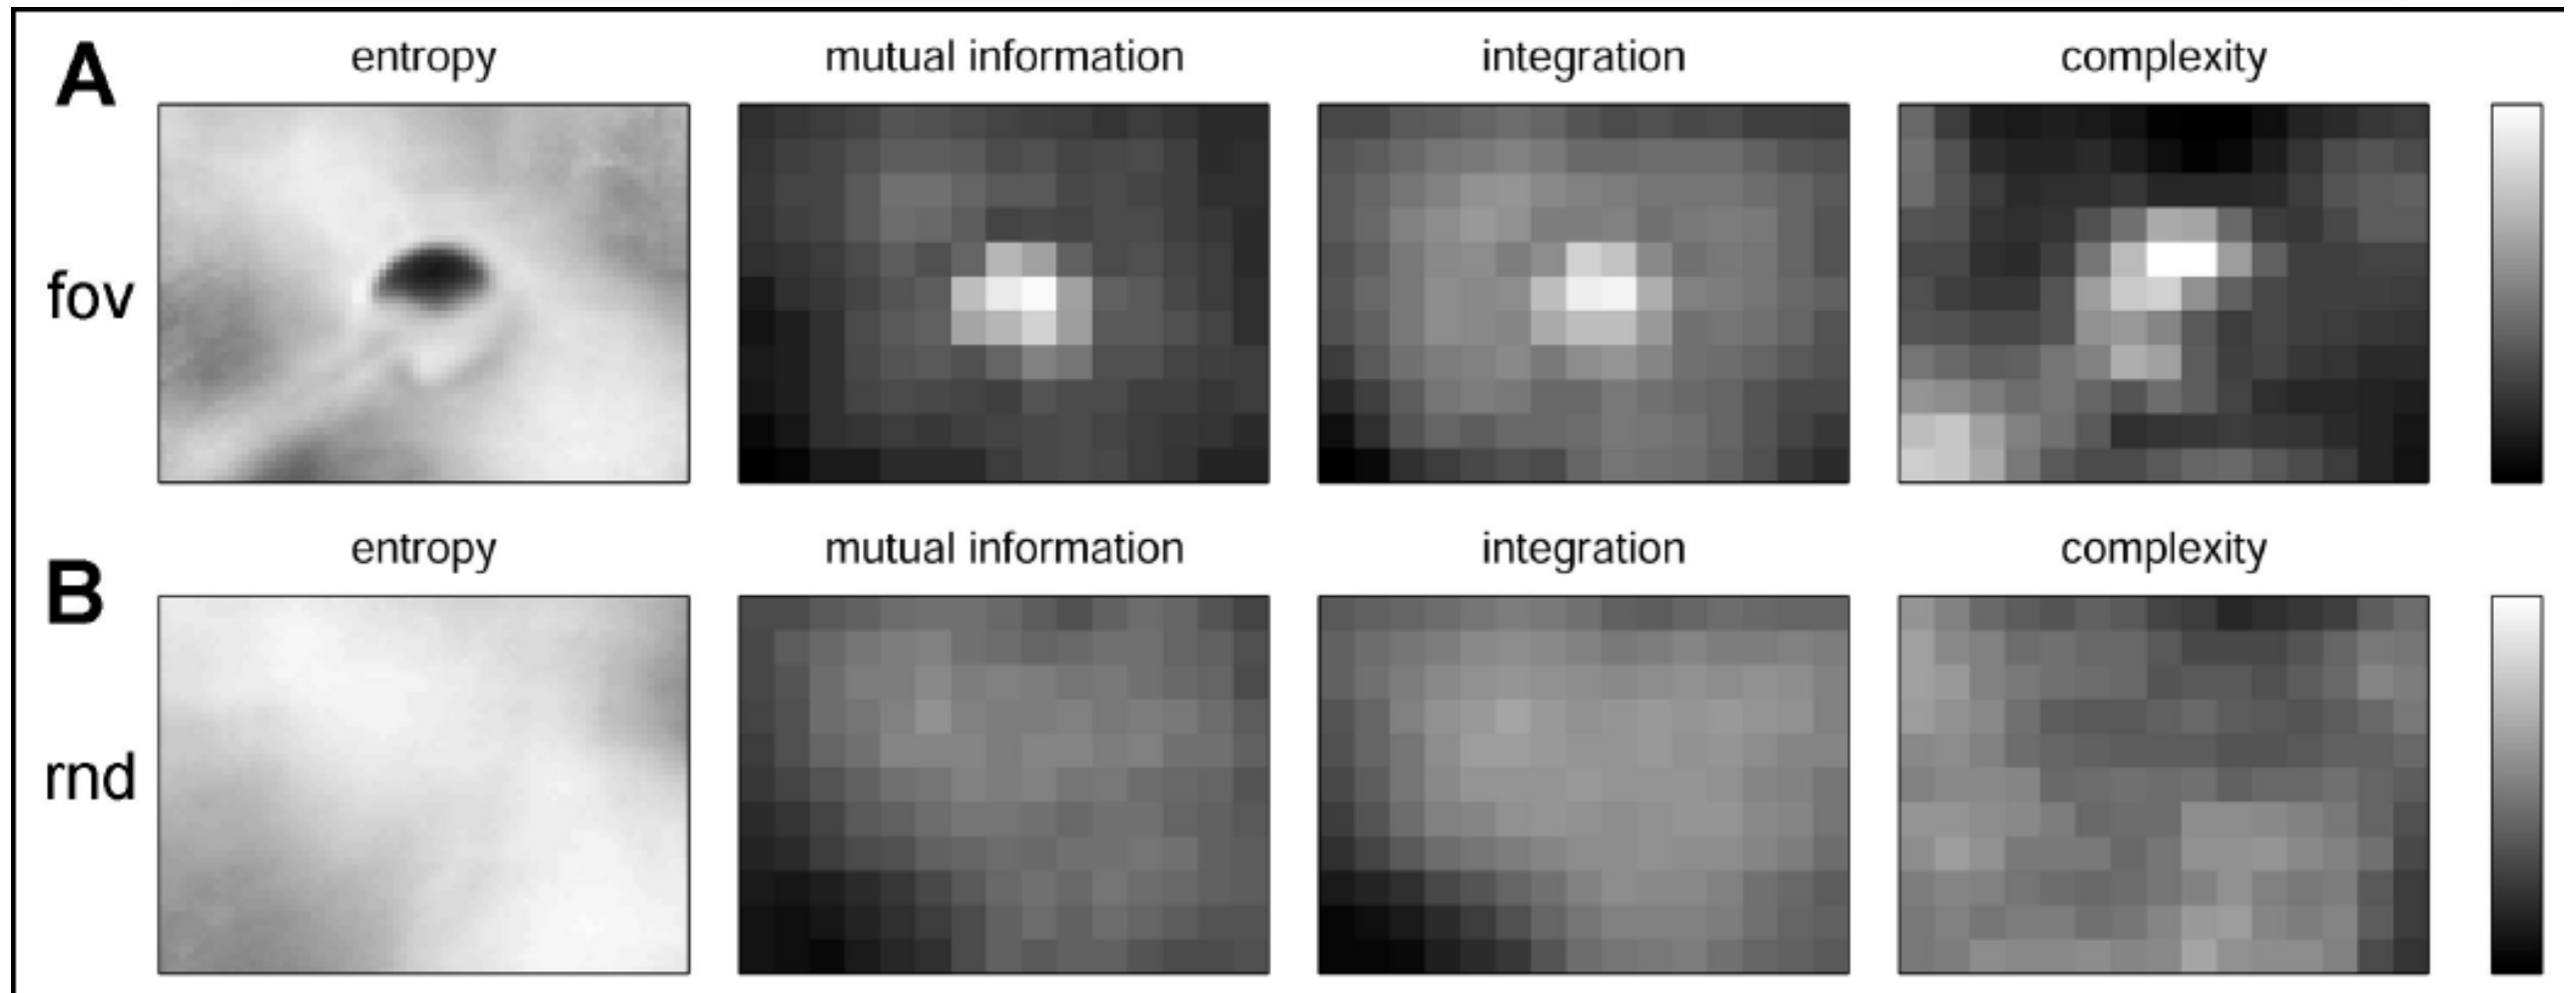 A
entropy mutual information integration complexity
fov
B
entropy mutual information integration complexity
rnd